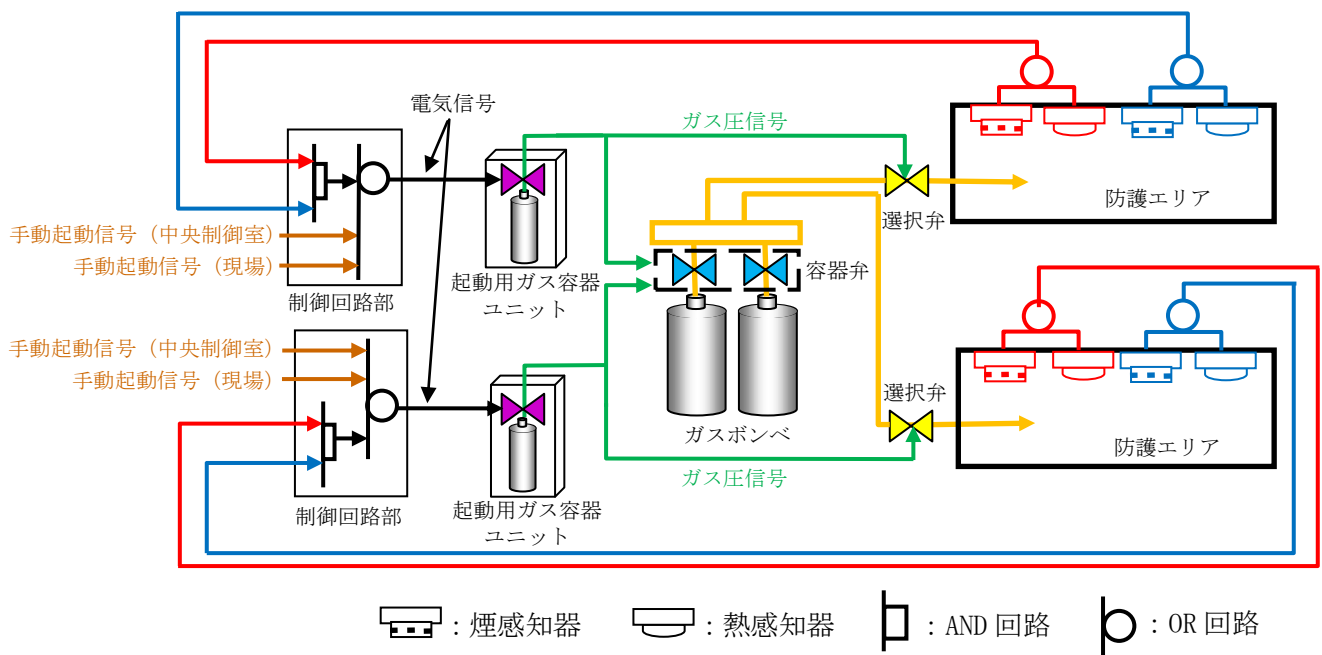 電気信号
ガス圧信号
防護エリア
選択弁
手動起動信号（中央制御室）
手動起動信号（現場）
制御回路部
起動用ガス容器
ユニット
容器弁
手動起動信号（中央制御室）
手動起動信号（現場）
選択弁
ガスボンベ
防護エリア
ガス圧信号
制御回路部
起動用ガス容器
ユニット
：煙感知器
：熱感知器
：AND 回路
：OR 回路